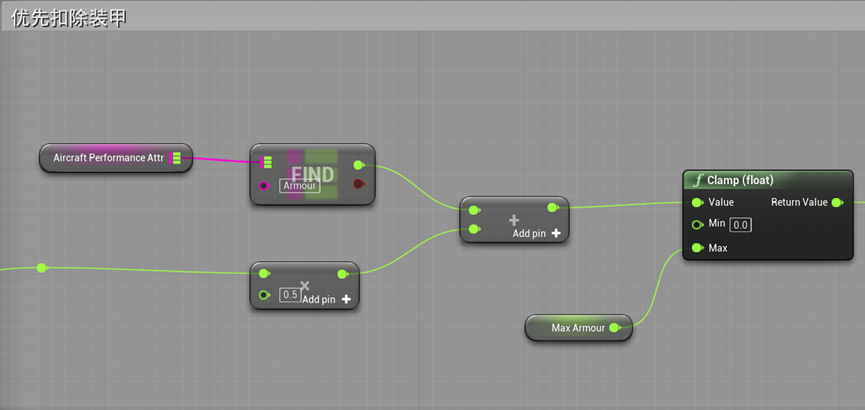 优先扣除装甲
Aircraft Performance Attr
FIND
Armour
+
Add pin +
×
0.5
Add pin +
f Clamp (float)
Value
Return Value
Min 0.0
Max
Max Armour